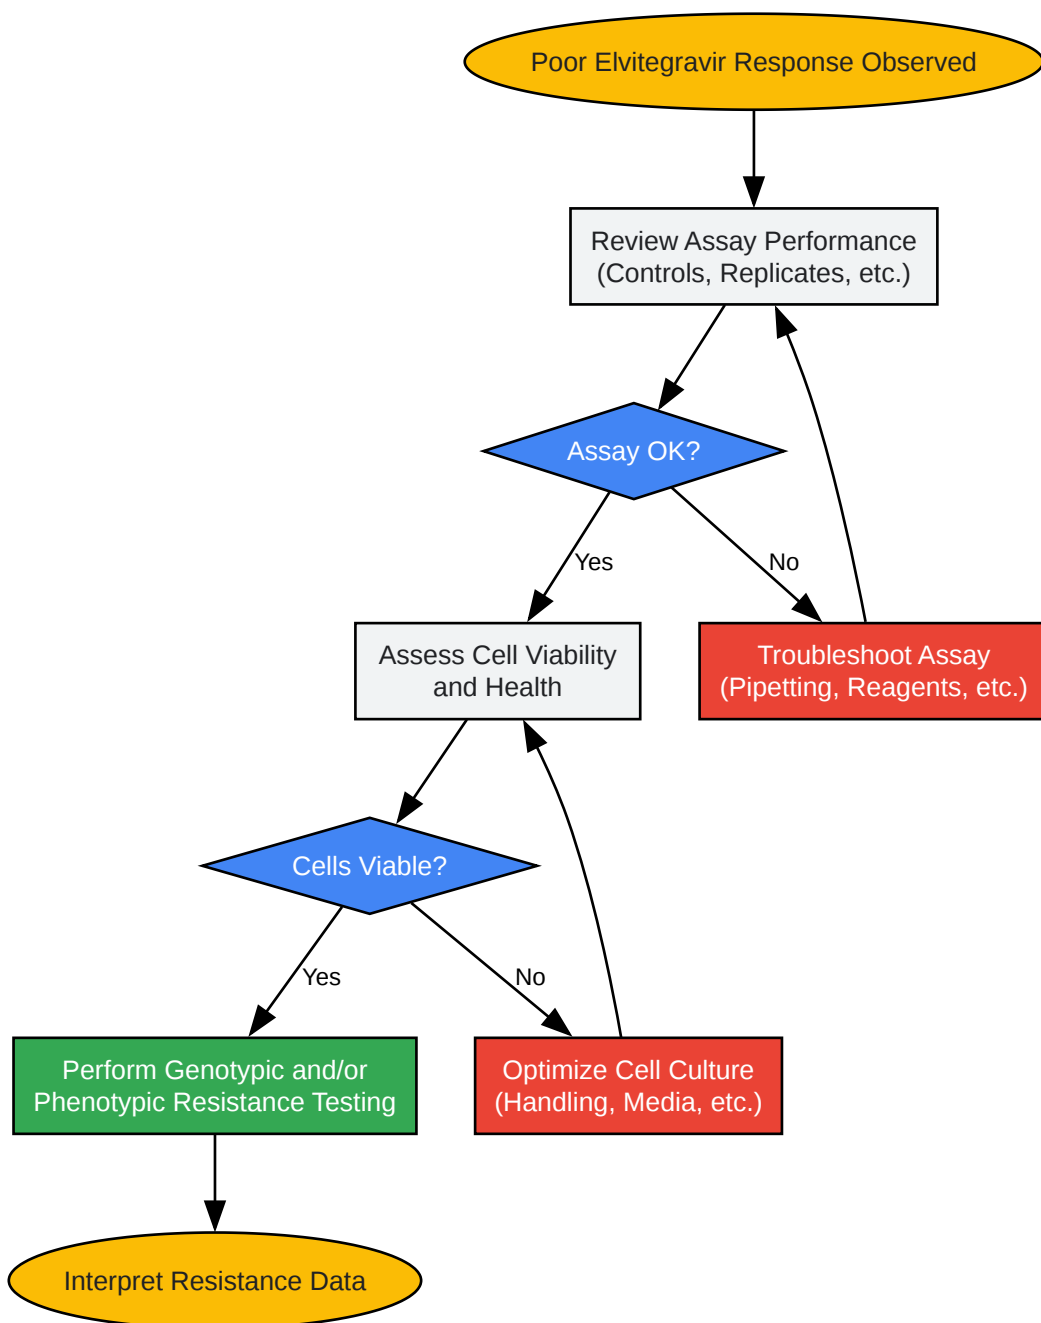 Poor Elvitegravir Response Observed
Review Assay Performance
(Controls, Replicates, etc.)
Assay OK?
Yes
No
Assess Cell Viability
and Health
Troubleshoot Assay
(Pipetting, Reagents, etc.)
Cells Viable?
Yes
No
Perform Genotypic and/or
Phenotypic Resistance Testing
Optimize Cell Culture
(Handling, Media, etc.)
Interpret Resistance Data